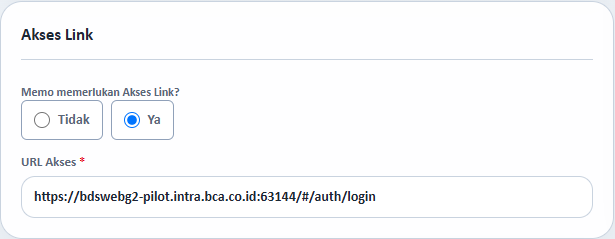 Akses Link
Memo memerlukan Akses Link?
Tidak Ya
URL Akses *
https://bdswebg2-pilot.intra.bca.co.id:63144/#/auth/login